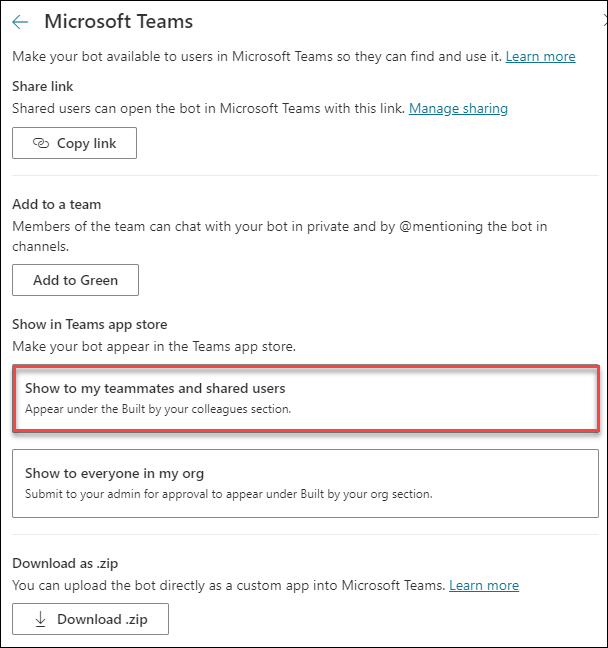 Microsoft Teams
Make your bot available to users in Microsoft Teams so they can find and use it. Learn more
Share link
Shared users can open the bot in Microsoft Teams with this link. Manage sharing
Copy link
Add to a team
Members of the team can chat with your bot in private and by @mentioning the bot in
channels.
Add to Green
Show in Teams app store
Make your bot appear in the Teams app store.
Show to my teammates and shared users
Appear under the Built by your colleagues section.
Show to everyone in my org
Submit to your admin for approval to appear under Built by your org section.
Download as .zip
You can upload the bot directly as a custom app into Microsoft Teams. Learn more
Download .zip